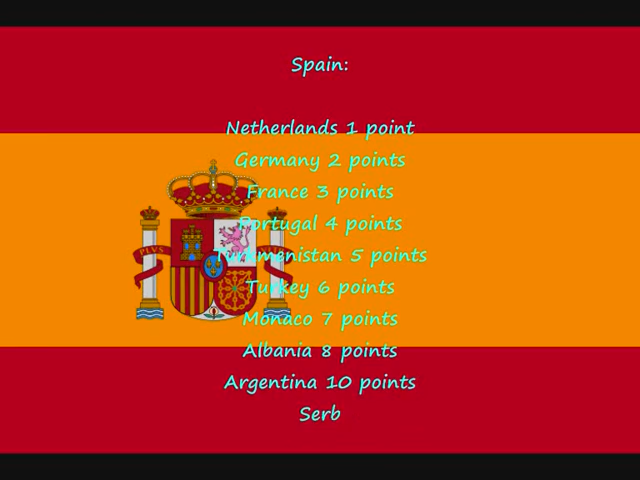 Spain:
Netherlands 1 point
Germany 2 points
France 3 points
Portugal 4 points
Turkmenistan 5 points
Turkey 6 points
Monaco 7 points
Albania 8 points
Argentina 10 points
Serb
PLVS